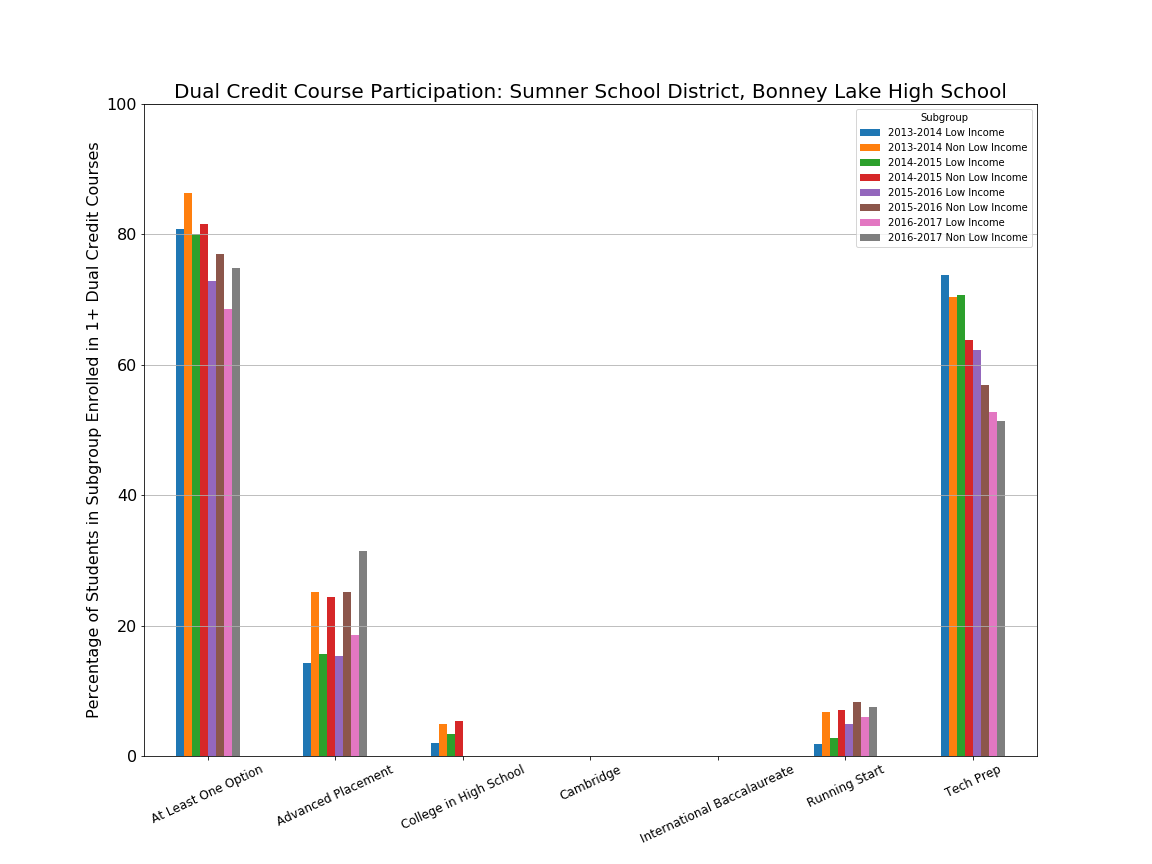 Dual Credit Course Participation: Sumner School District, Bonney Lake High School
Percentage of Students in Subgroup Enrolled in 1+ Dual Credit Courses
100
80
60
40
20
0
Subgroup
2013-2014 Low Income
2013-2014 Non Low Income
2014-2015 Low Income
2014-2015 Non Low Income
2015-2016 Low Income
2015-2016 Non Low Income
2016-2017 Low Income
2016-2017 Non Low Income
At Least One Option
Advanced Placement
College in High School
Cambridge
International Baccalaureate
Running Start
Tech Prep